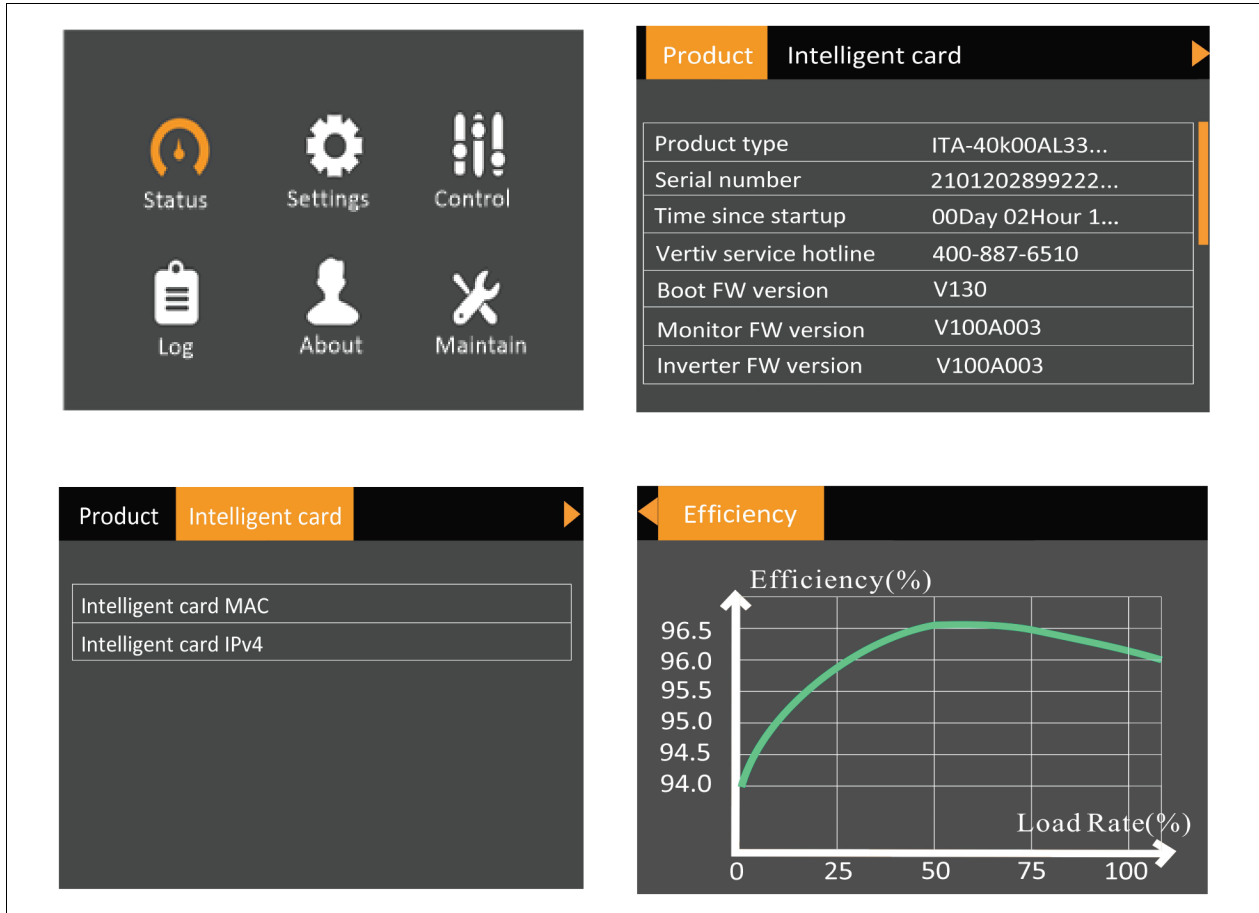 Status Settings Control
Log About Maintain
Product Intelligent card
Product type ITA-40k00AL33...
Serial number 2101202899222...
Time since startup 00Day 02Hour 1...
Vertiv service hotline 400-887-6510
Boot FW version V130
Monitor FW version V100A003
Inverter FW version V100A003
Product Intelligent card
Intelligent card MAC
Intelligent card IPv4
Efficiency
Efficiency(%)
96.5
96.0
95.5
95.0
94.5
94.0
Load Rate(%)
0 25 50 75 100